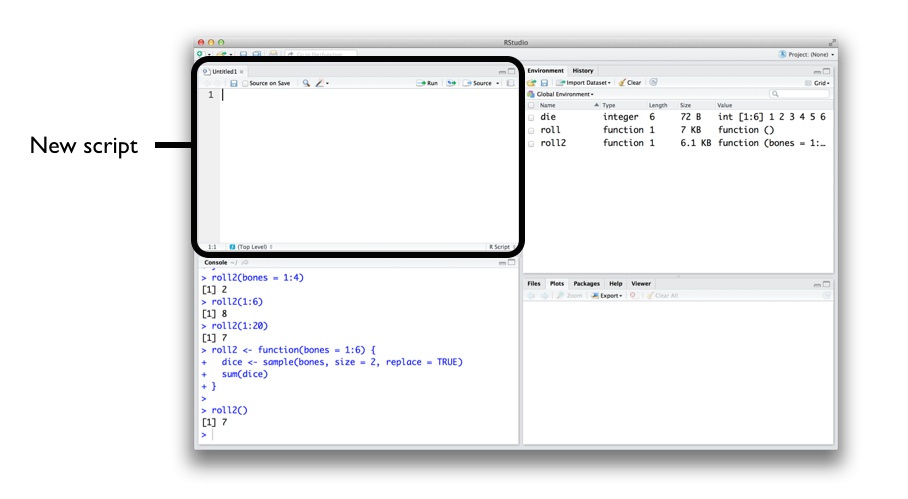 RStudio
Project: (None)
New script
Untitled1
Source on Save
Run
Source
1
1:1 (Top Level) R Script
Environment History
Import Dataset Clear Grid
Global Environment
Name Type Length Size Value
die integer 6 72 B int [1:6] 1 2 3 4 5 6
roll function 1 7 KB function ()
roll2 function 1 6.1 KB function (bones = 1:…
Console
> roll2(bones = 1:4)
[1] 2
> roll2(1:6)
[1] 8
> roll2(1:20)
[1] 7
> roll2 <- function(bones = 1:6) {
+   dice <- sample(bones, size = 2, replace = TRUE)
+   sum(dice)
+ }
>
> roll2()
[1] 7
>
Files Plots Packages Help Viewer
Zoom Export Clear All